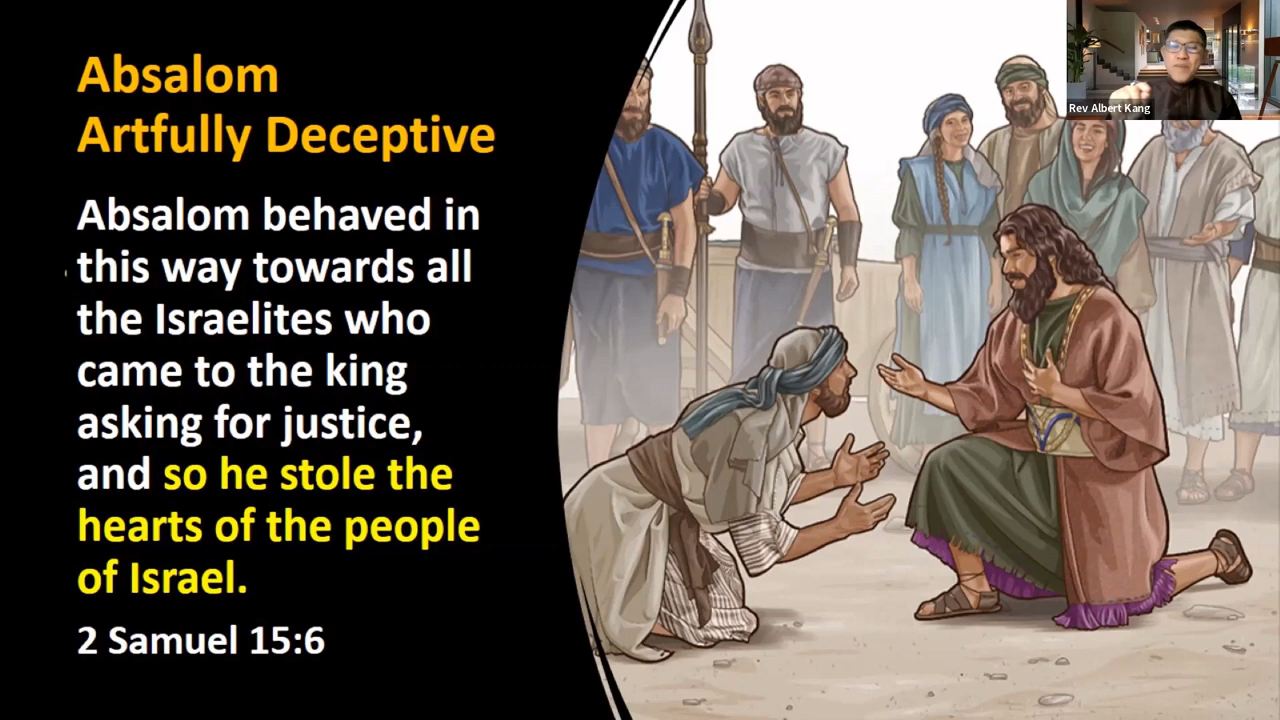 Absalom
Artfully Deceptive
Absalom behaved in
this way towards all
the Israelites who
came to the king
asking for justice,
and so he stole the
hearts of the people
of Israel.
2 Samuel 15:6
Rev Albert Kang